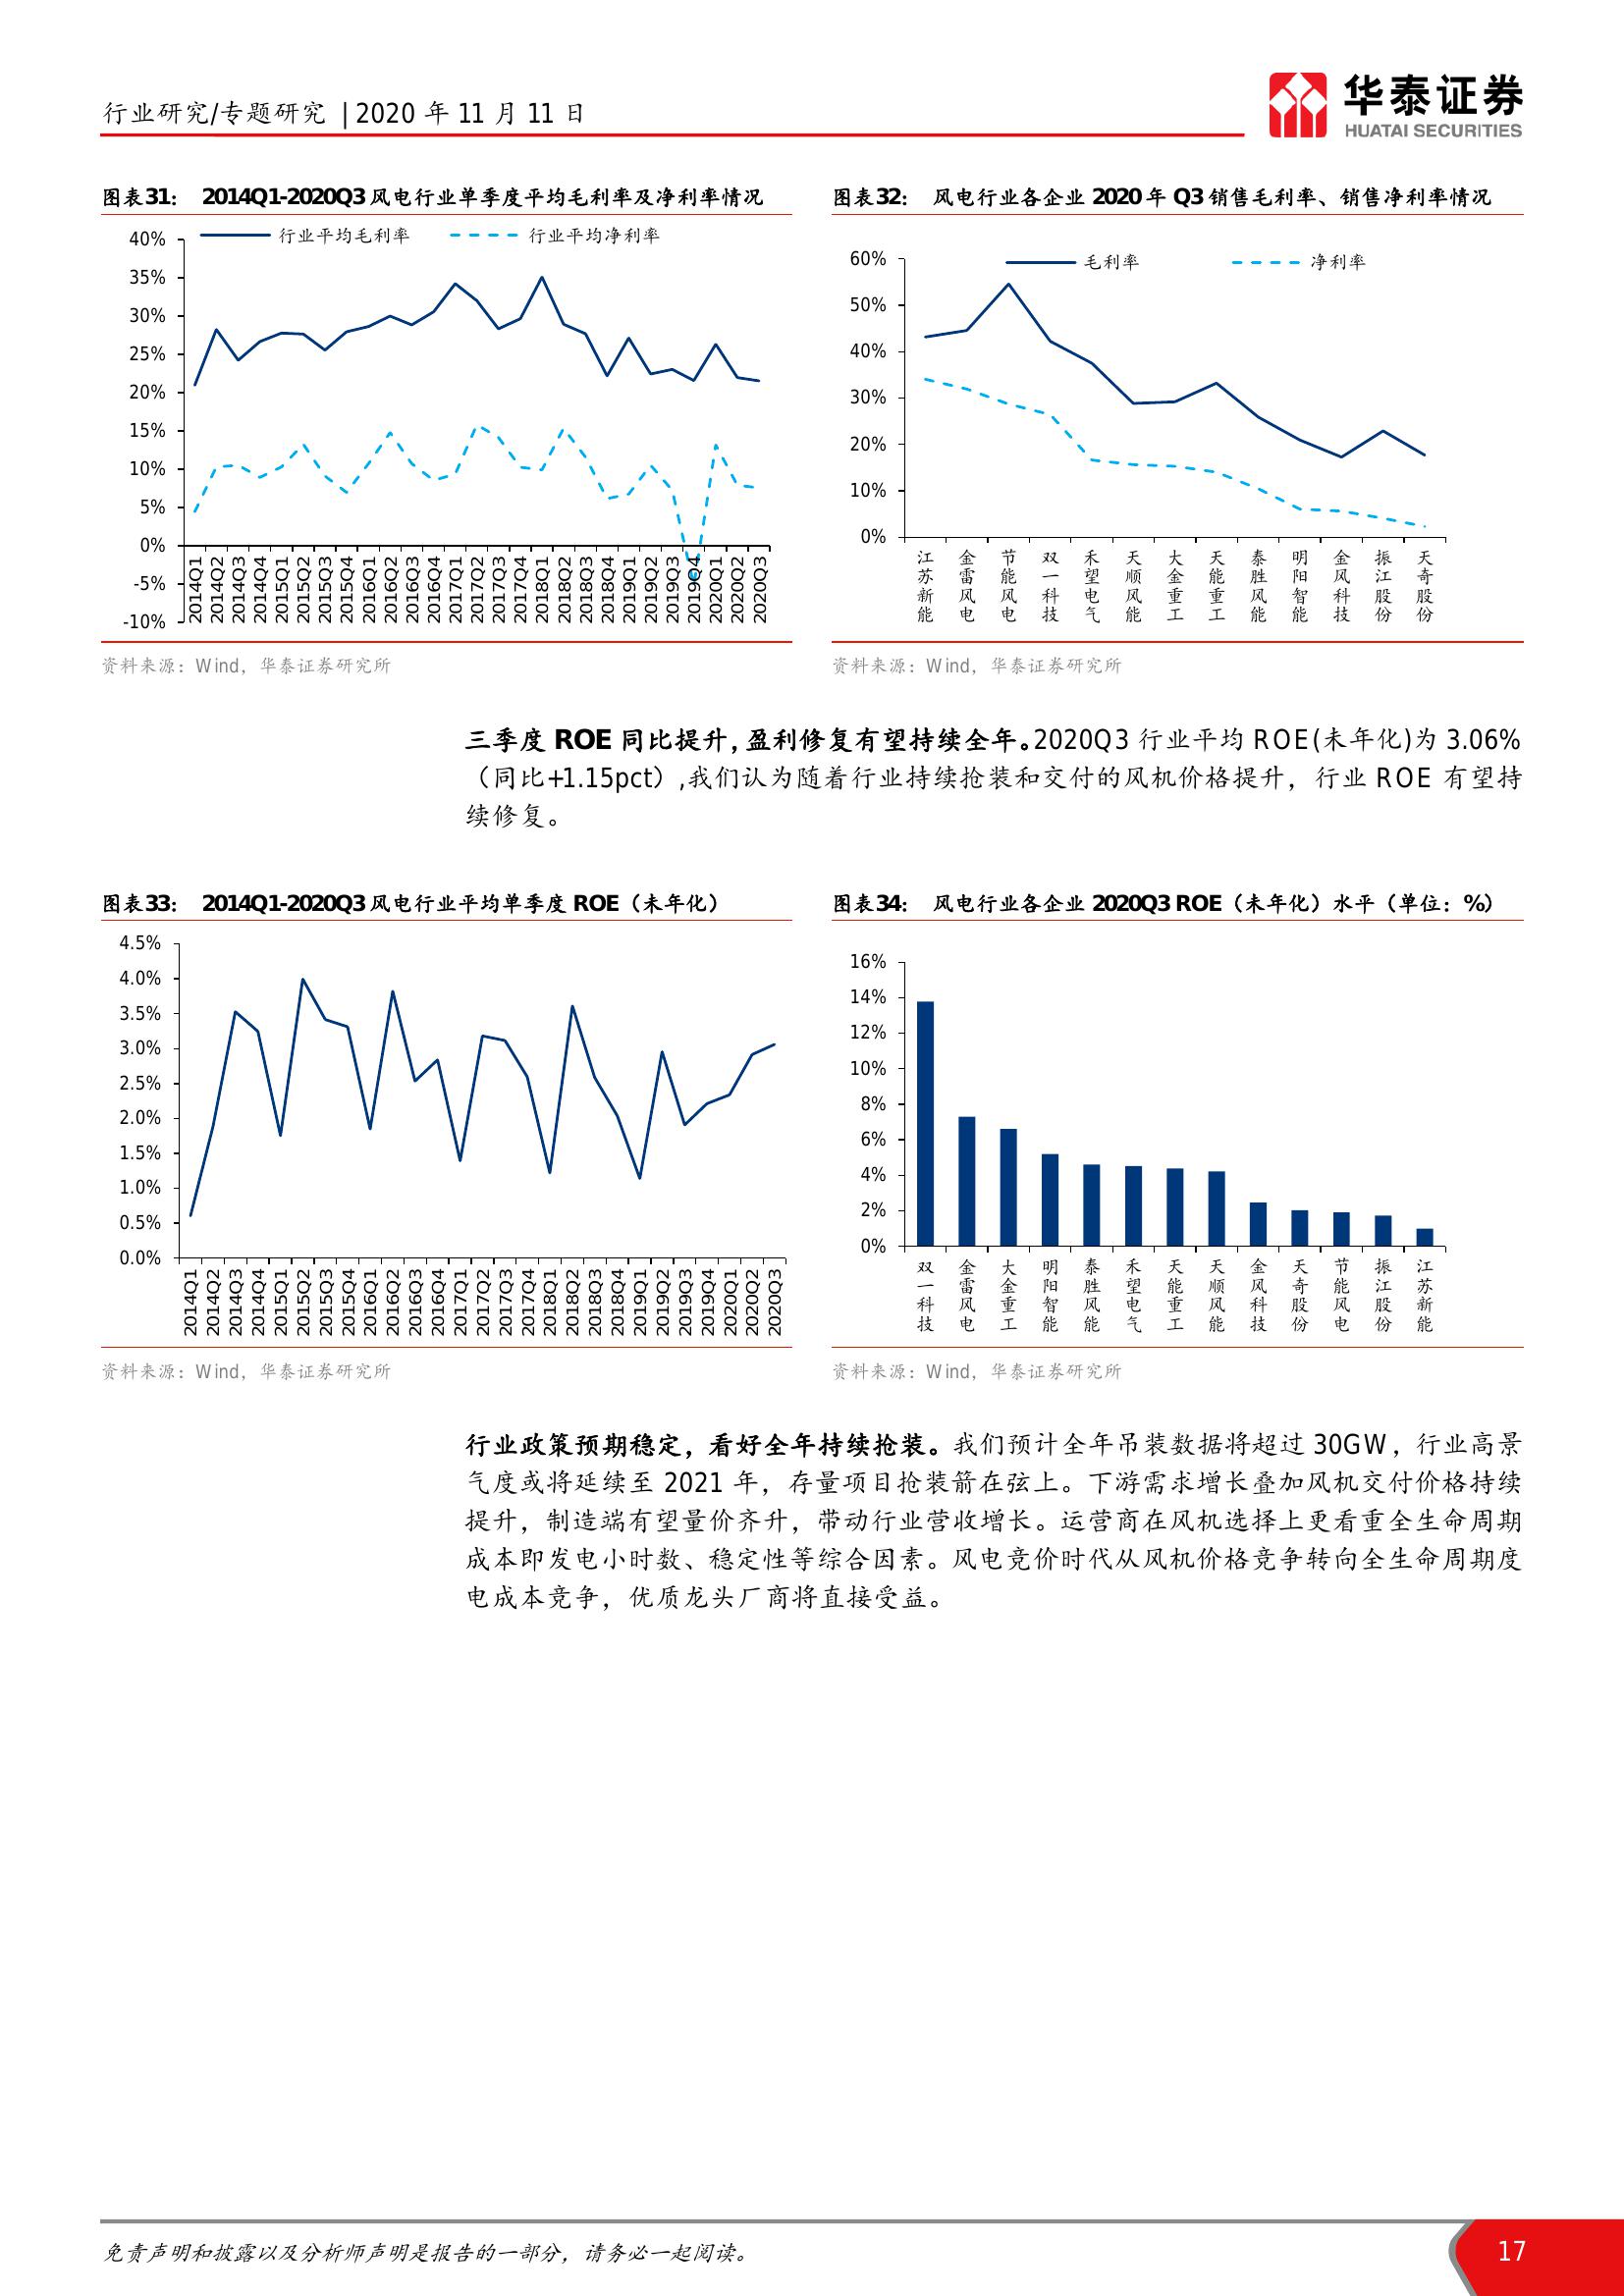 行业研究/专题研究 | 2020 年 11 月 11 日
华泰证券
HUATAI SECURITIES
图表31： 2014Q1-2020Q3 风电行业单季度平均毛利率及净利率情况
行业平均毛利率 行业平均净利率
40%
35%
30%
25%
20%
15%
10%
5%
0%
-5%
-10%
2014Q1 2014Q2 2014Q3 2014Q4 2015Q1 2015Q2 2015Q3 2015Q4 2016Q1 2016Q2 2016Q3 2016Q4 2017Q1 2017Q2 2017Q3 2017Q4 2018Q1 2018Q2 2018Q3 2018Q4 2019Q1 2019Q2 2019Q3 2019Q4 2020Q1 2020Q2 2020Q3
资料来源：Wind，华泰证券研究所
图表32： 风电行业各企业 2020 年 Q3 销售毛利率、销售净利率情况
毛利率 净利率
60%
50%
40%
30%
20%
10%
0%
江苏新能 金雷风电 节能风电 双一科技 禾望电气 天顺风能 大金重工 天能重工 泰胜风能 明阳智能 金风科技 振江股份 天奇股份
资料来源：Wind，华泰证券研究所
三季度 ROE 同比提升，盈利修复有望持续全年。2020Q3 行业平均 ROE(未年化)为 3.06%
（同比+1.15pct）,我们认为随着行业持续抢装和交付的风机价格提升，行业 ROE 有望持
续修复。
图表33： 2014Q1-2020Q3 风电行业平均单季度 ROE（未年化）
4.5%
4.0%
3.5%
3.0%
2.5%
2.0%
1.5%
1.0%
0.5%
0.0%
2014Q1 2014Q2 2014Q3 2014Q4 2015Q1 2015Q2 2015Q3 2015Q4 2016Q1 2016Q2 2016Q3 2016Q4 2017Q1 2017Q2 2017Q3 2017Q4 2018Q1 2018Q2 2018Q3 2018Q4 2019Q1 2019Q2 2019Q3 2019Q4 2020Q1 2020Q2 2020Q3
资料来源：Wind，华泰证券研究所
图表34： 风电行业各企业 2020Q3 ROE（未年化）水平（单位：%）
16%
14%
12%
10%
8%
6%
4%
2%
0%
双一科技 金雷风电 大金重工 明阳智能 泰胜风能 禾望电气 天能重工 天顺风能 金风科技 天奇股份 节能风电 振江股份 江苏新能
资料来源：Wind，华泰证券研究所
行业政策预期稳定，看好全年持续抢装。我们预计全年吊装数据将超过 30GW，行业高景
气度或将延续至 2021 年，存量项目抢装箭在弦上。下游需求增长叠加风机交付价格持续
提升，制造端有望量价齐升，带动行业营收增长。运营商在风机选择上更看重全生命周期
成本即发电小时数、稳定性等综合因素。风电竞价时代从风机价格竞争转向全生命周期度
电成本竞争，优质龙头厂商将直接受益。
免责声明和披露以及分析师声明是报告的一部分，请务必一起阅读。
17